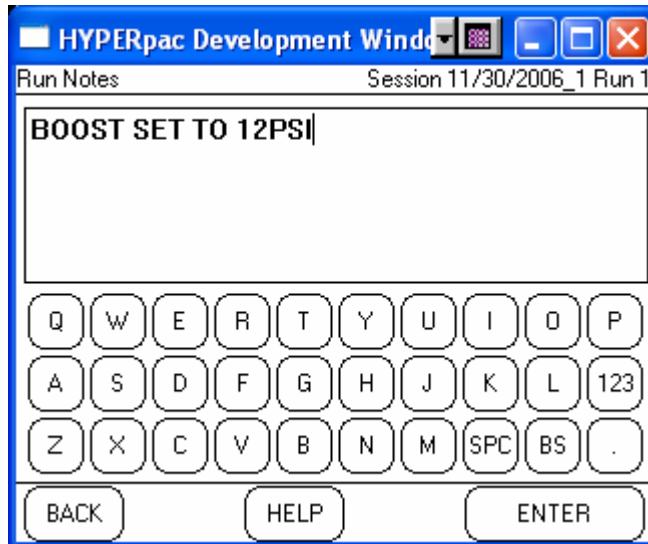 HYPERpac Development Windo
Run Notes Session 11/30/2006_1 Run 1
BOOST SET TO 12PSI
Q W E R T Y U I O P
A S D F G H J K L 123
Z X C V B N M SPC BS .
BACK HELP ENTER